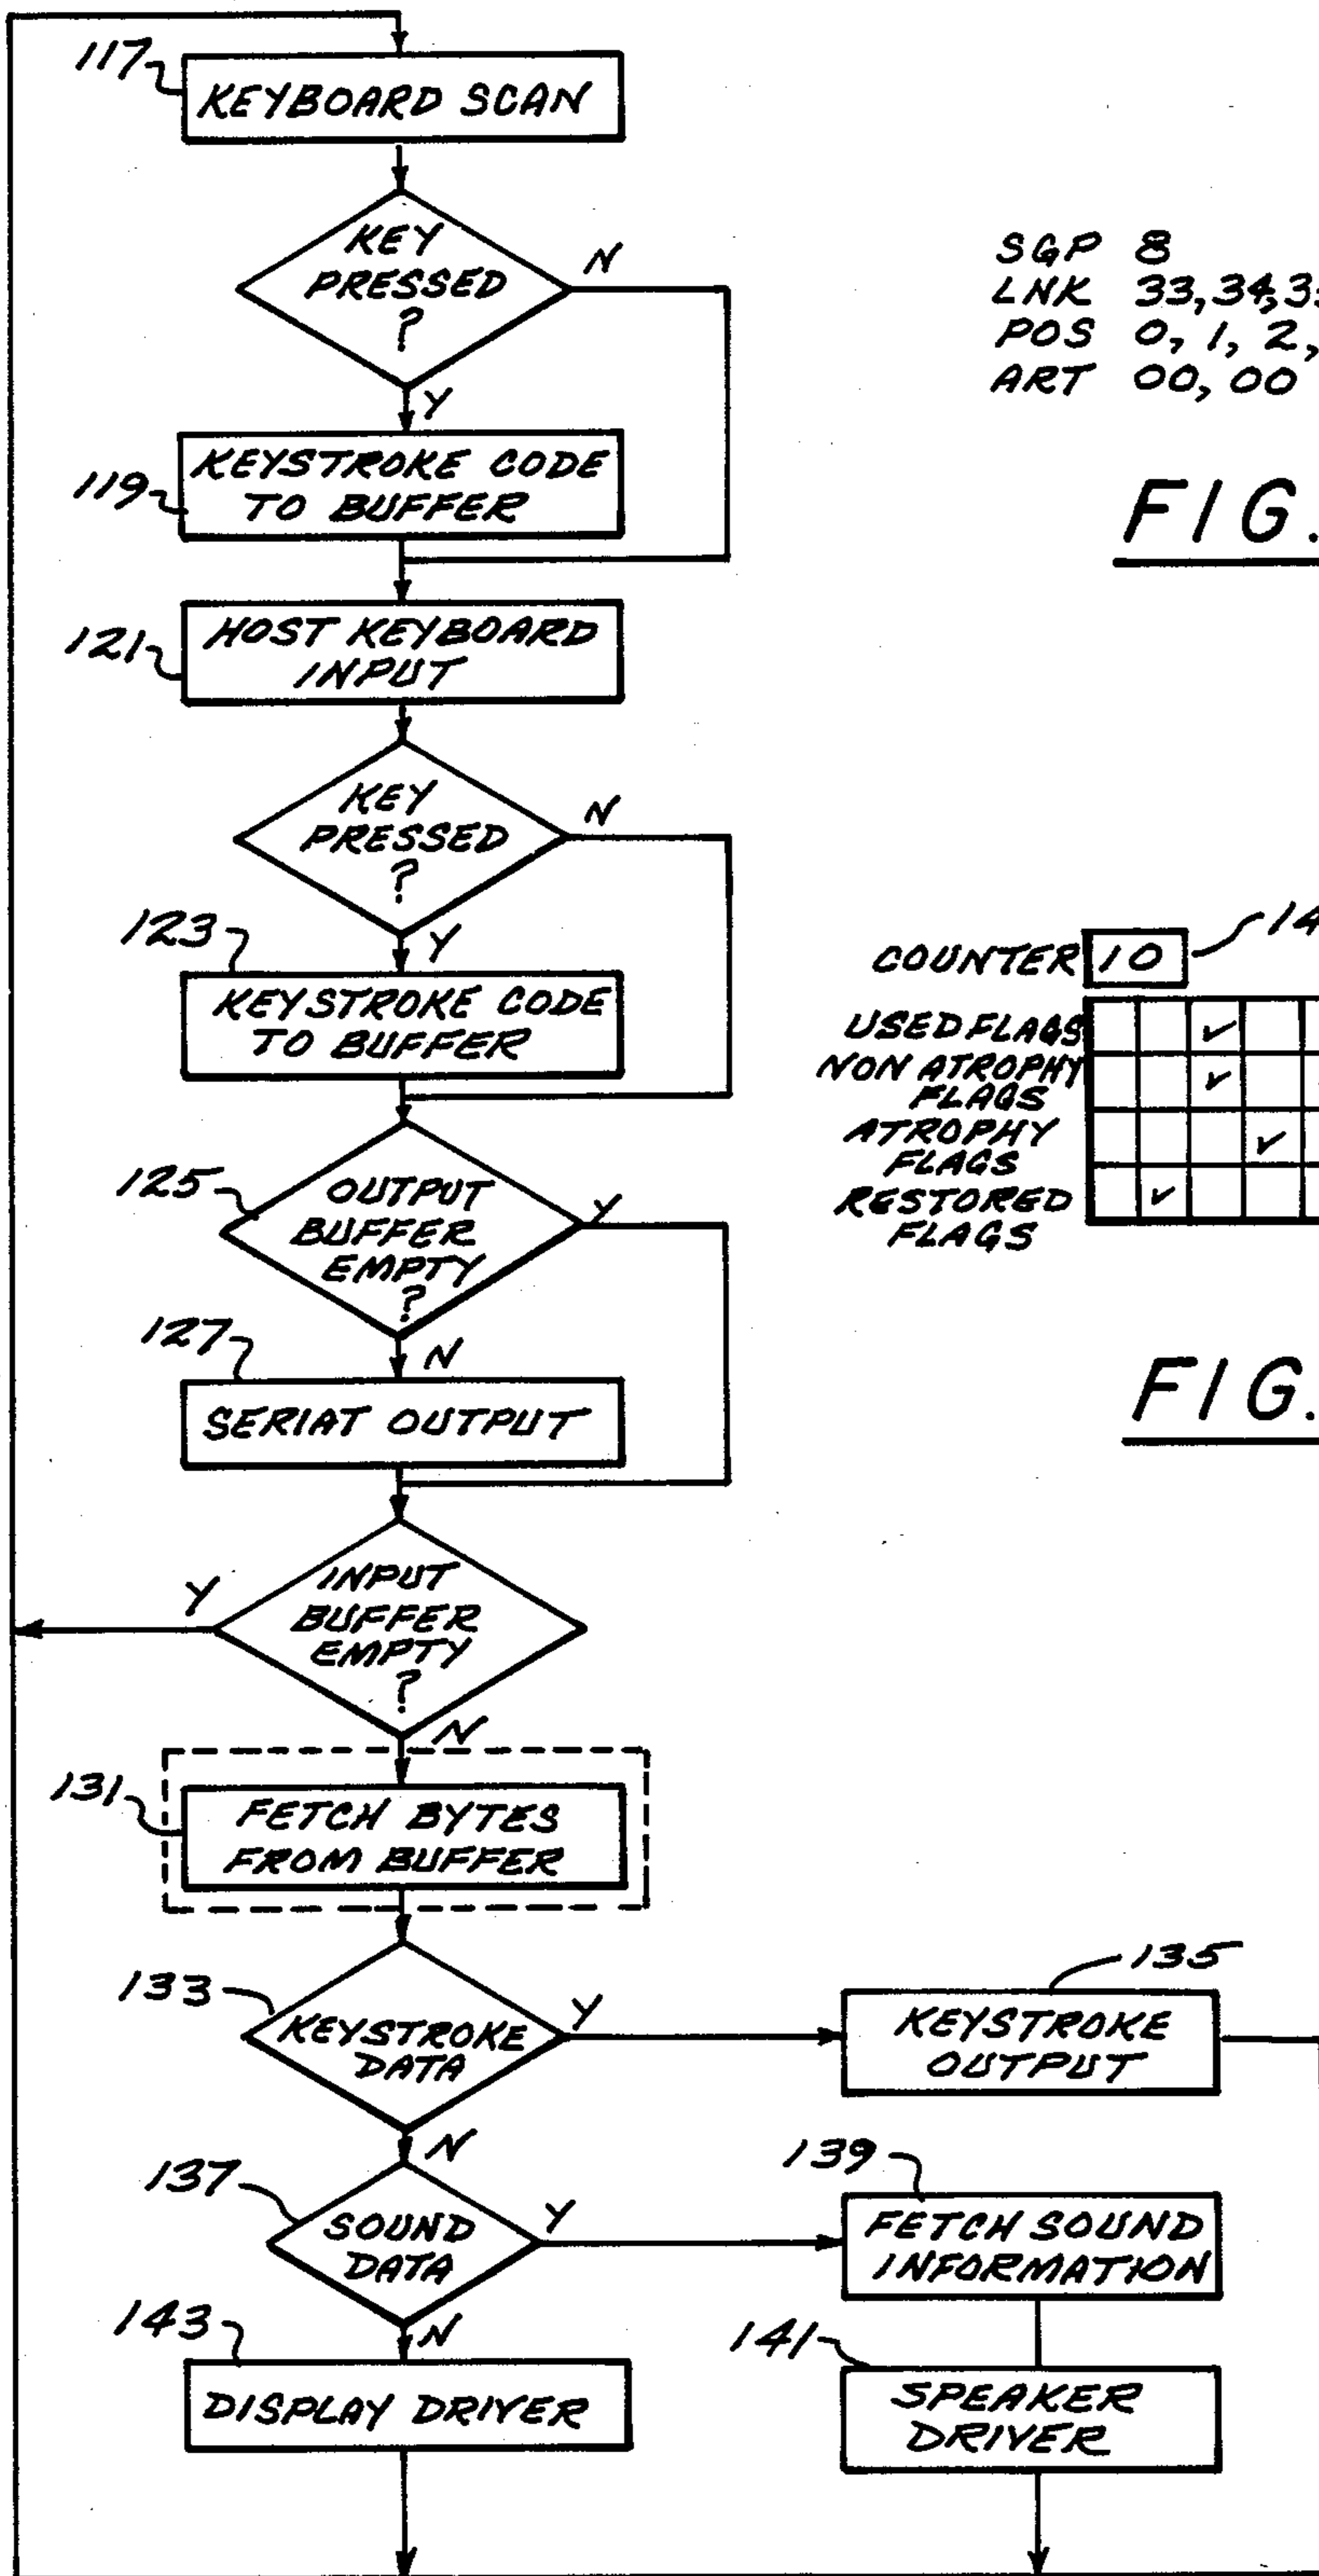 117
KEYBOARD SCAN
KEY
PRESSED
?
N
Y
119
KEYSTROKE CODE
TO BUFFER
121
HOST KEYBOARD
INPUT
KEY
PRESSED
?
N
Y
123
KEYSTROKE CODE
TO BUFFER
125
OUTPUT
BUFFER
EMPTY
?
Y
N
127
SERIAT OUTPUT
INPUT
BUFFER
EMPTY
?
Y
N
131
FETCH BYTES
FROM BUFFER
133
KEYSTROKE
DATA
Y
N
135
KEYSTROKE
OUTPUT
137
SOUND
DATA
Y
N
139
FETCH SOUND
INFORMATION
141
SPEAKER
DRIVER
143
DISPLAY DRIVER
SGP 8
LNK 33,34,
POS 0, 1, 2,
ART 00, 00
FIG.
COUNTER 10
USED FLAGS
NON ATROPHY
FLAGS
ATROPHY
FLAGS
RESTORED
FLAGS
FIG.